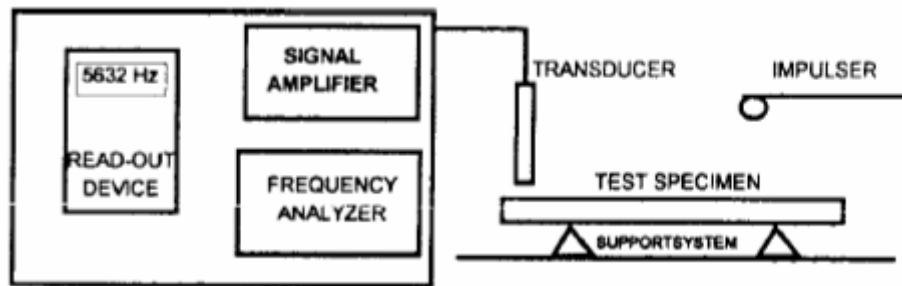 5632 Hz
READ-OUT
DEVICE
SIGNAL
AMPLIFIER
FREQUENCY
ANALYZER
TRANSDUCER
IMPULSER
TEST SPECIMEN
SUPPORTSYSTEM